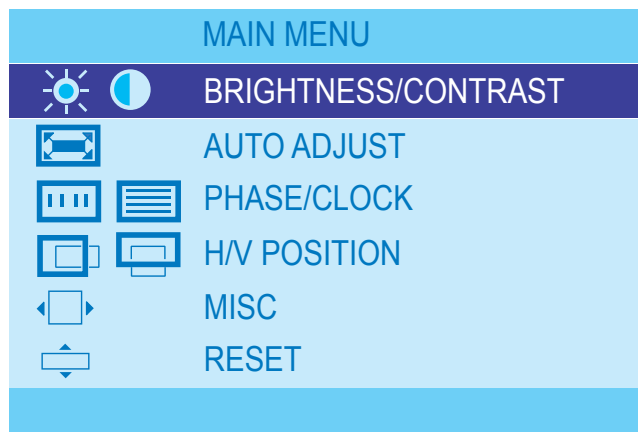 MAIN MENU
BRIGHTNESS/CONTRAST
AUTO ADJUST
PHASE/CLOCK
H/V POSITION
MISC
RESET